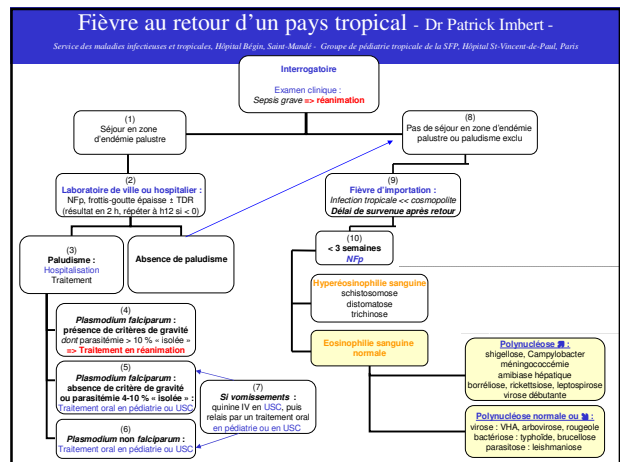 Fièvre au retour d'un pays tropical - Dr Patrick Imbert -
Service des maladies infectieuses et tropicales, Hôpital Bégin, Saint-Mandé - Groupe de pédiatrie tropicale de la SFP, Hôpital St-Vincent-de-Paul, Paris
Interrogatoire
Examen clinique :
Sepsis grave => réanimation
(1)
Séjour en zone
d'endémie palustre
(8)
Pas de séjour en zone d'endémie
palustre ou paludisme exclu
(2)
Laboratoire de ville ou hospitalier :
NFp, frottis-goutte épaisse ± TDR
(résultat en 2 h, répéter à h12 si < 0)
(9)
Fièvre d'importation :
Infection tropicale << cosmopolite
Délai de survenue après retour
(3)
Paludisme :
Hospitalisation
Traitement
Absence de paludisme
(10)
< 3 semaines
NFp
Hyperéosinophilie sanguine
schistosomose
distomatose
trichinose
(4)
Plasmodium falciparum :
présence de critères de gravité
dont parasitémie > 10 % « isolée »
=> Traitement en réanimation
Eosinophilie sanguine
normale
(5)
Plasmodium falciparum :
absence de critère de gravité
ou parasitémie 4-10 % « isolée » :
Traitement oral en pédiatrie ou USC
(7)
Si vomissements :
quinine IV en USC, puis
relais par un traitement oral
en pédiatrie ou en USC
(6)
Plasmodium non falciparum :
Traitement oral en pédiatrie ou USC
Polynucléose ⬈ :
shigellose, Campylobacter
méningococcémie
amibiase hépatique
borréliose, rickettsiose, leptospirose
virose débutante
Polynucléose normale ou ⬊ :
virose : VHA, arbovirose, rougeole
bactériose : typhoïde, brucellose
parasitose : leishmaniose